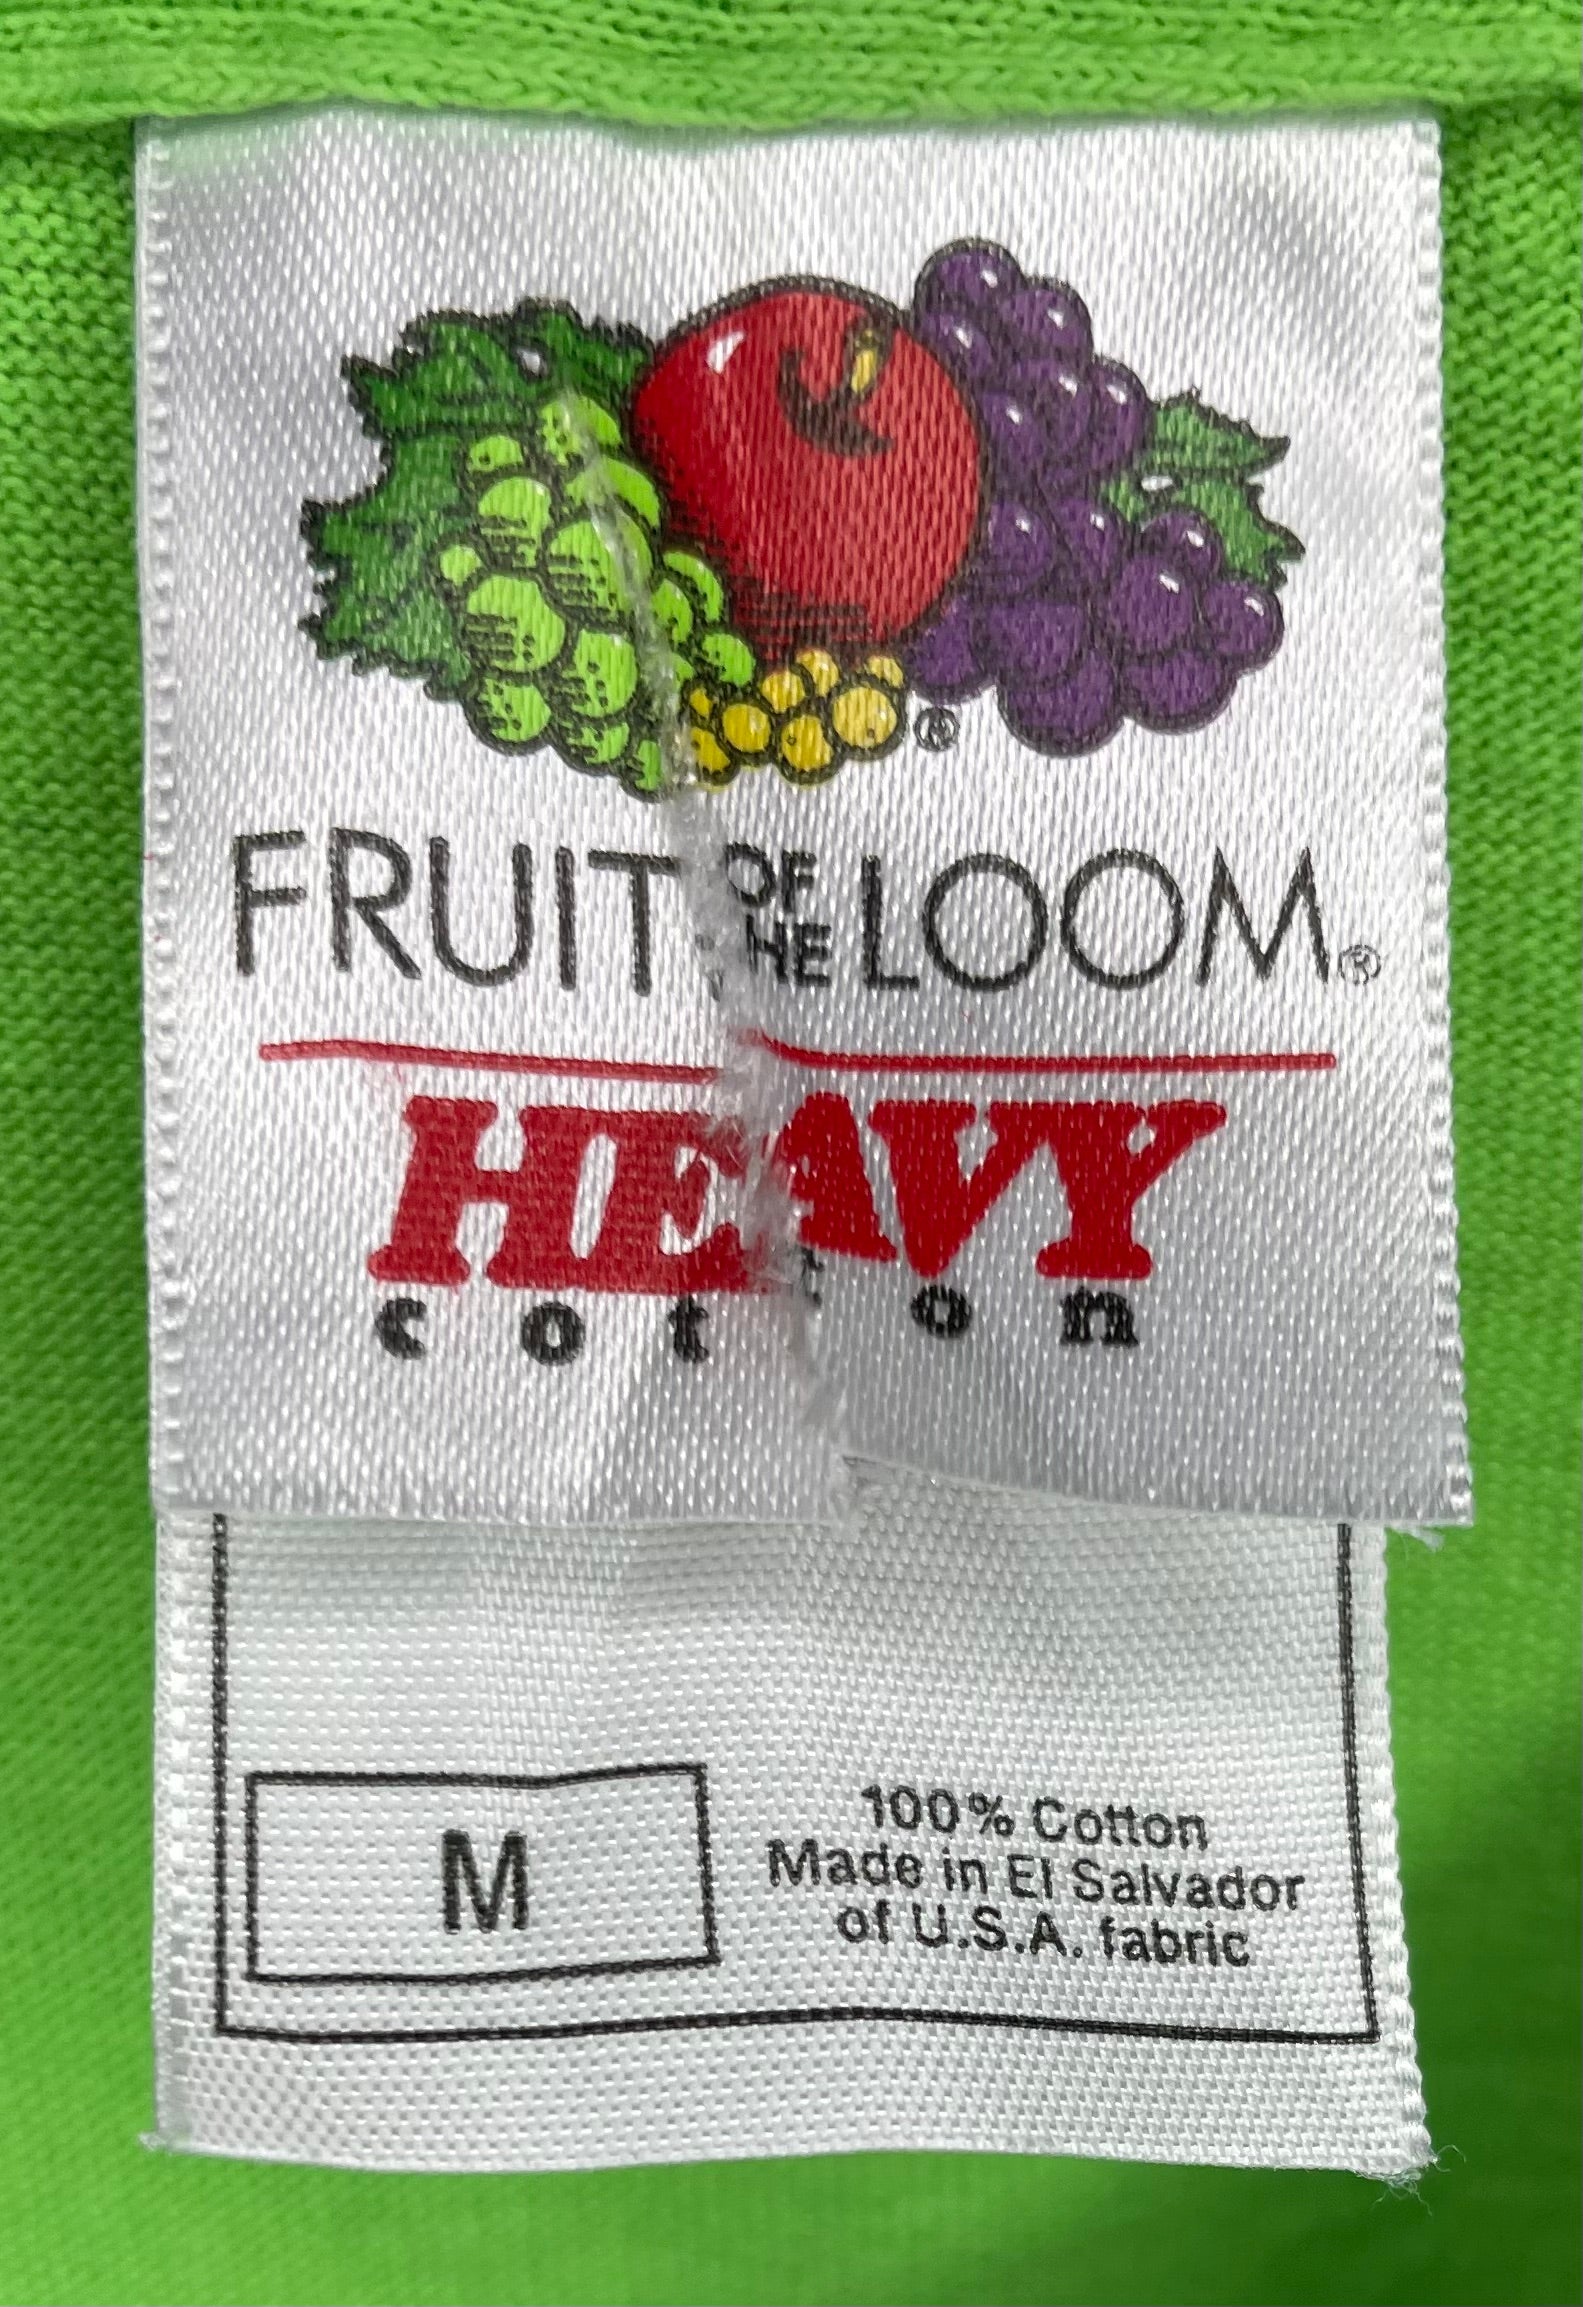 ®
FRUIT OF THE LOOM®
HEAVY
cotton
M
100% Cotton
Made in El Salvador
of U.S.A. fabric